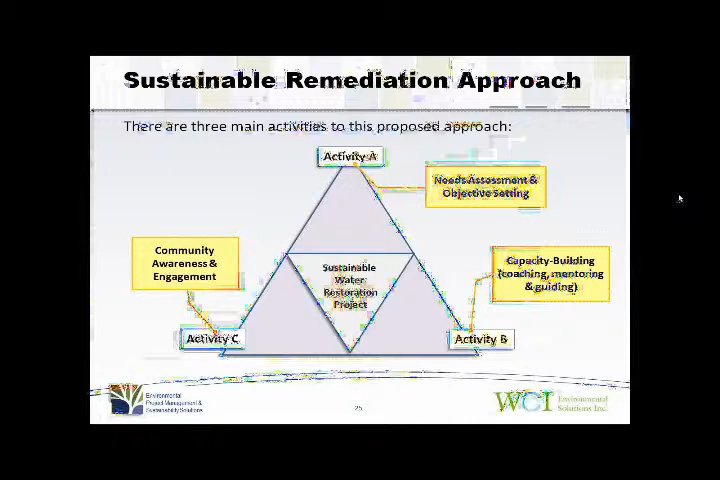 Sustainable Remediation Approach
There are three main activities to this proposed approach:
Activity A
Needs Assessment &
Objective Setting
Community
Awareness &
Engagement
Sustainable
Water
Restoration
Project
Capacity-Building
(coaching, mentoring
& guiding)
Activity C
Activity B
Environmental
Project Management &
Sustainability Solutions
25
WCI
Environmental
Solutions Inc.